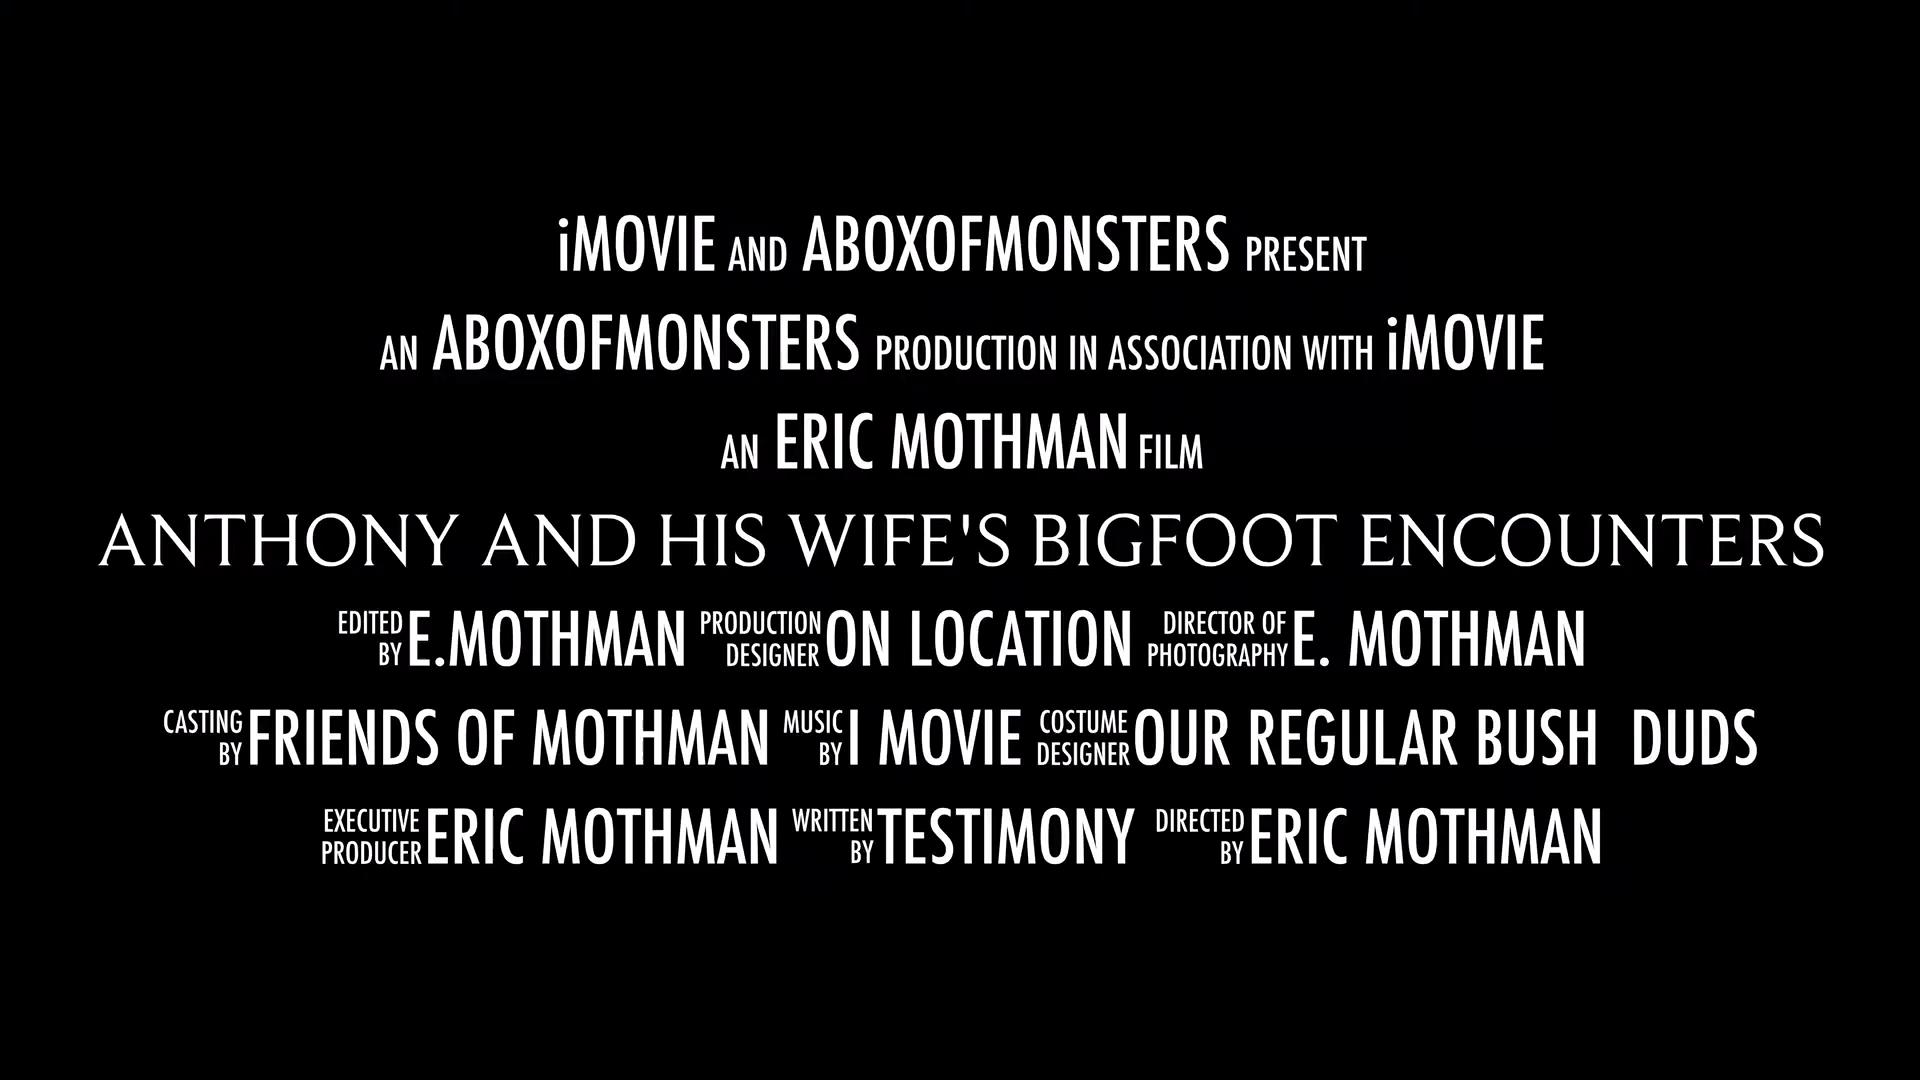 iMOVIE AND ABOXOFMONSTERS PRESENT
AN ABOXOFMONSTERS PRODUCTION IN ASSOCIATION WITH iMOVIE
AN ERIC MOTHMAN FILM
ANTHONY AND HIS WIFE'S BIGFOOT ENCOUNTERS
EDITED BY E.MOTHMAN PRODUCTION DESIGNER ON LOCATION DIRECTOR OF PHOTOGRAPHY E. MOTHMAN
CASTING BY FRIENDS OF MOTHMAN MUSIC BY I MOVIE COSTUME DESIGNER OUR REGULAR BUSH DUDS
EXECUTIVE PRODUCER ERIC MOTHMAN WRITTEN BY TESTIMONY DIRECTED BY ERIC MOTHMAN